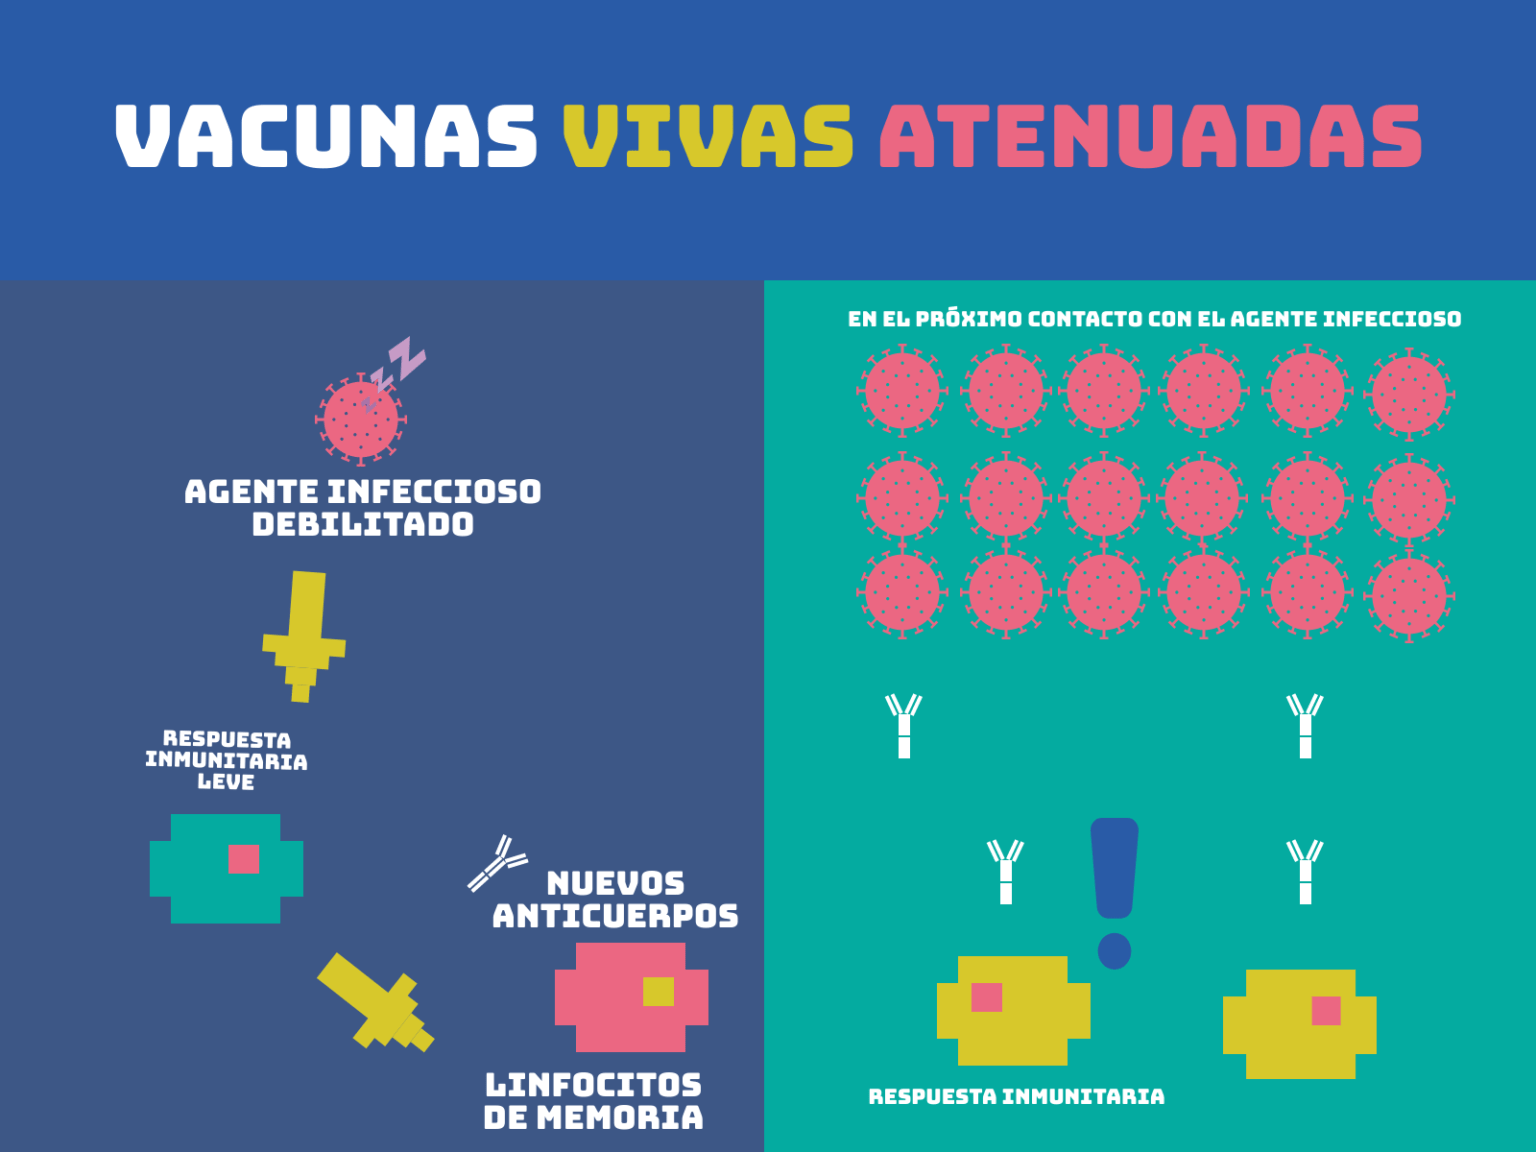 VACUNAS VIVAS ATENUADAS
AGENTE INFECCIOSO
DEBILITADO
RESPUESTA
INMUNITARIA
LEVE
NUEVOS
ANTICUERPOS
LINFOCITOS
DE MEMORIA
EN EL PRÓXIMO CONTACTO CON EL AGENTE INFECCIOSO
RESPUESTA INMUNITARIA